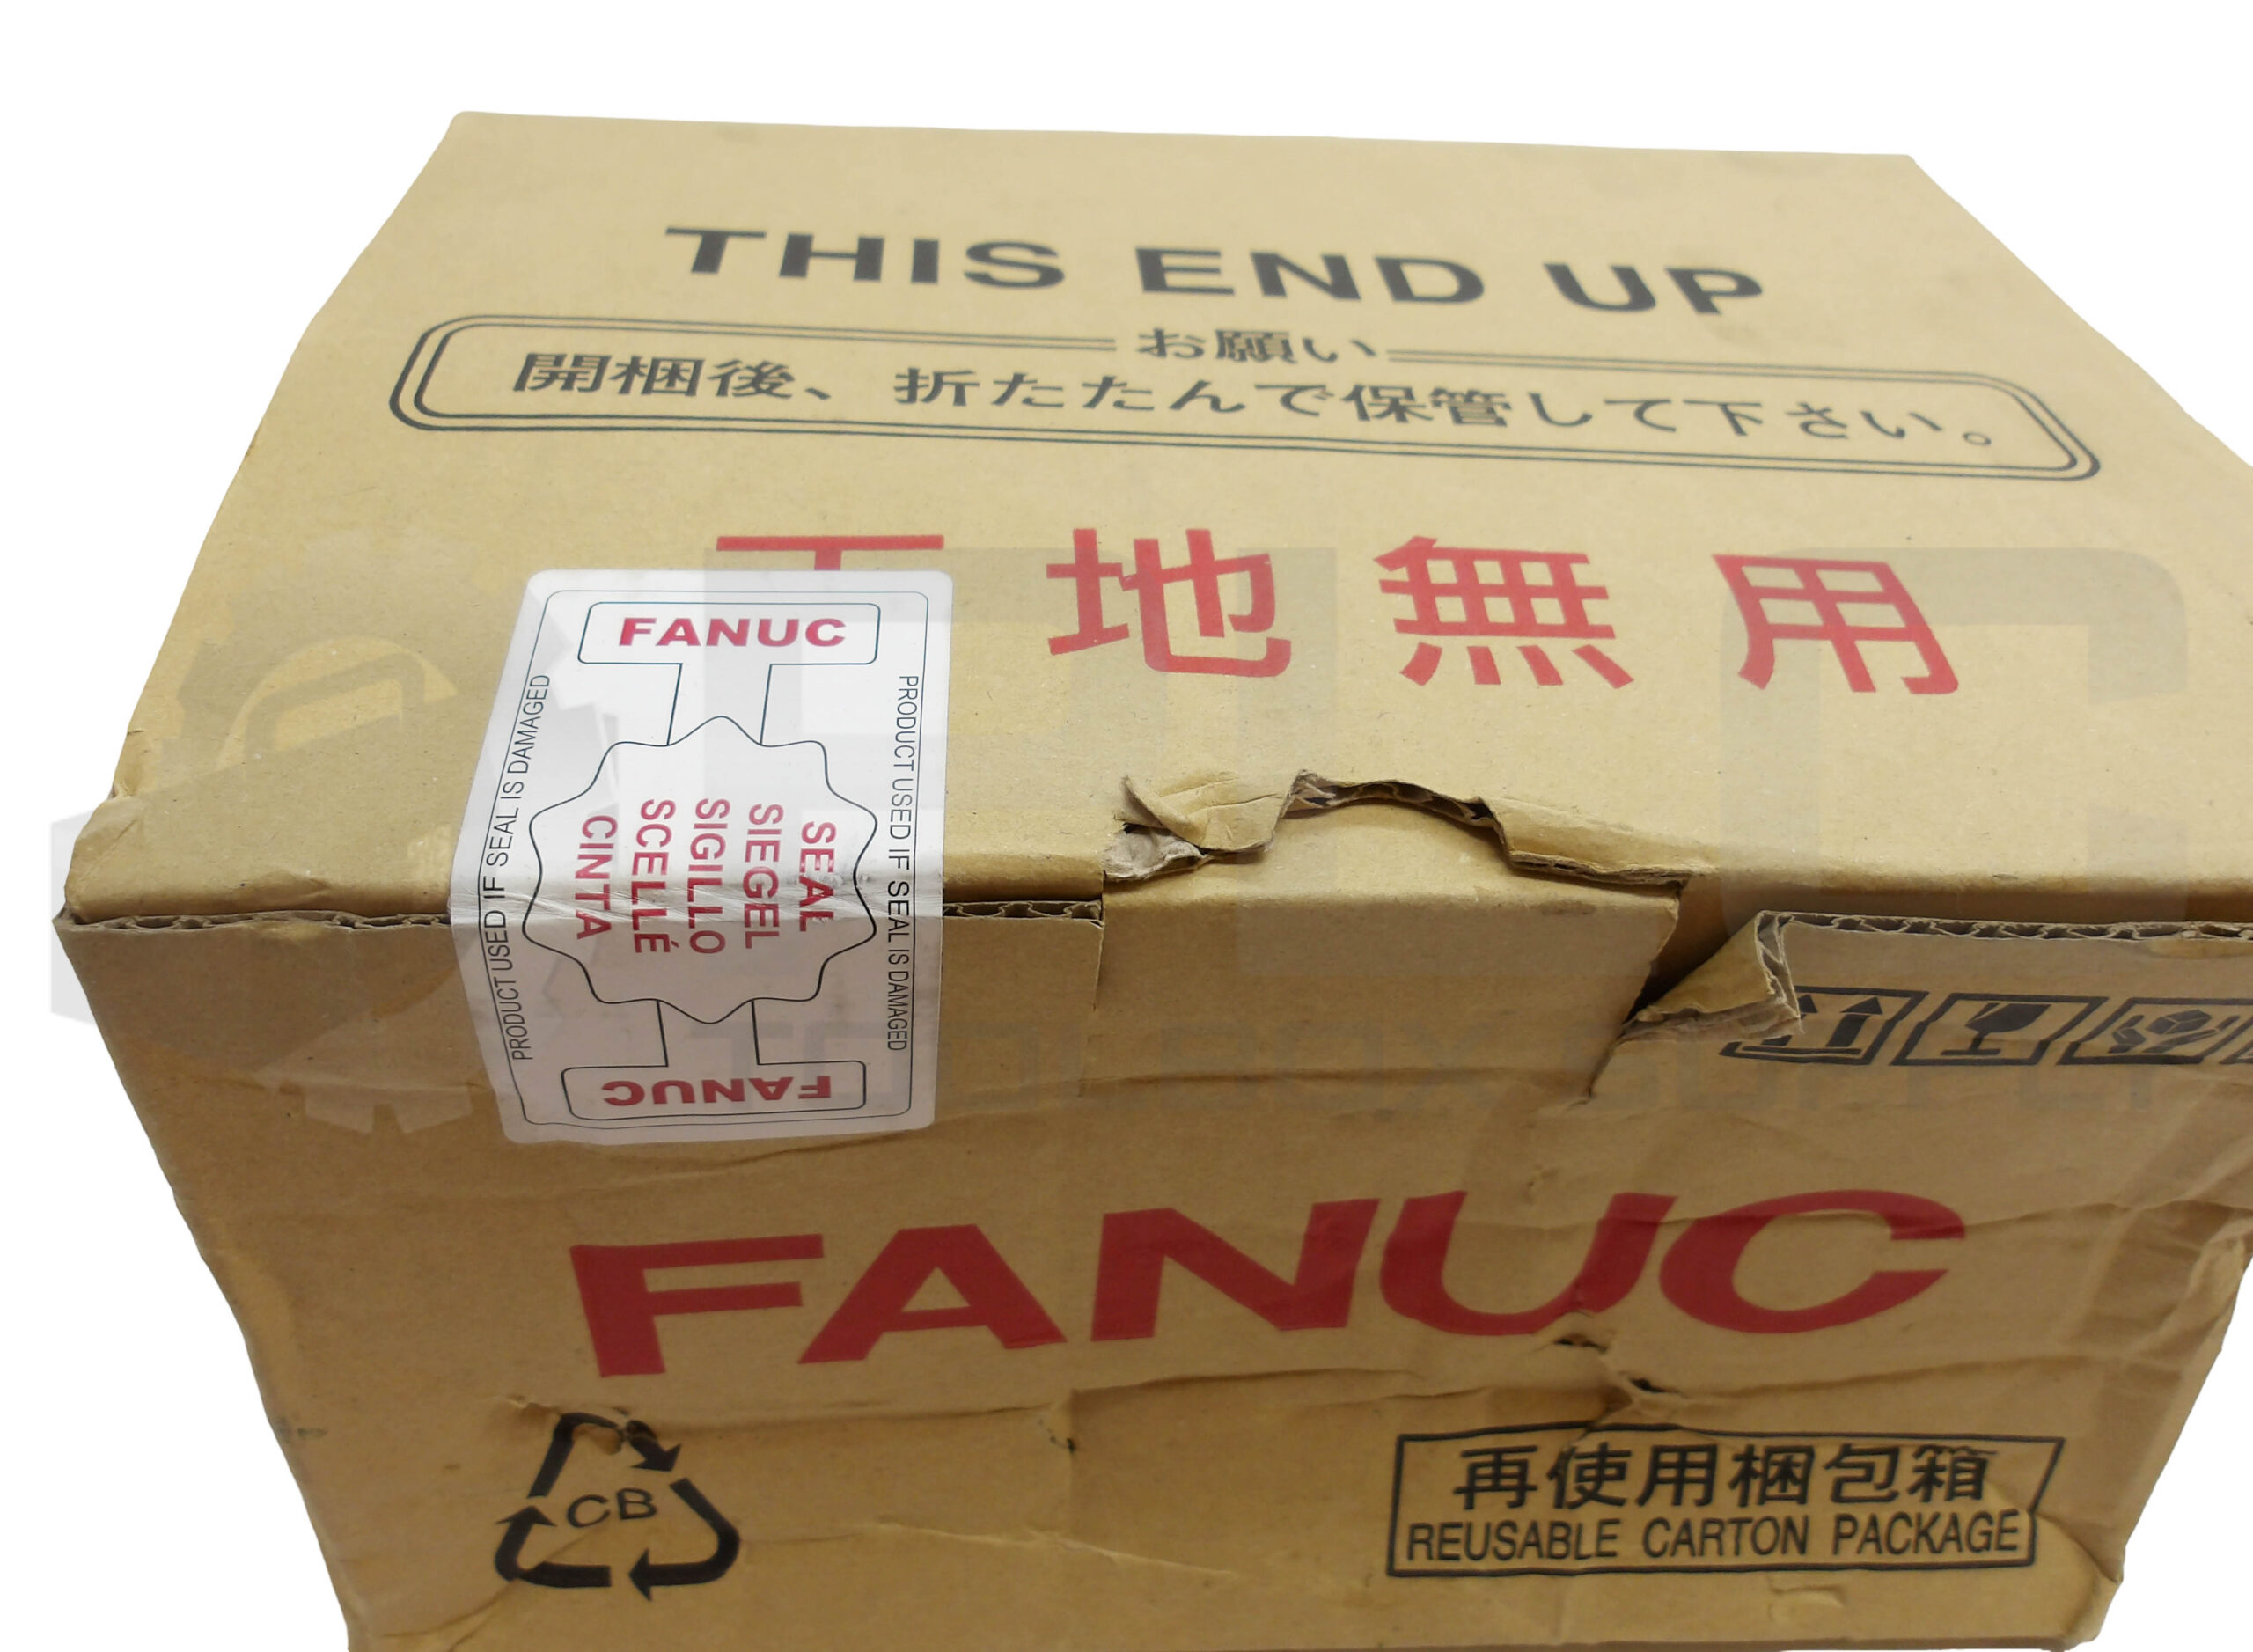 THIS END UP
お願い
開梱後、折たたんで保管して下さい。
地無用
FANUC
PRODUCT USED IF SEAL IS DAMAGED
PRODUCT USED IF SEAL IS DAMAGED
SEAL
SIEGEL
SIGILLO
SCELLÉ
CINTA
FANUC
FANUC
CB
再使用梱包箱
REUSABLE CARTON PACKAGE